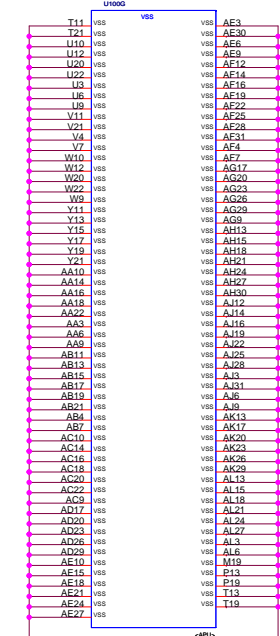 U100G
VSS
T11 VSS VSS AE3
T21 VSS VSS AE30
U10 VSS VSS AE6
U12 VSS VSS AE9
U20 VSS VSS AF12
U22 VSS VSS AF14
U3 VSS VSS AF16
U6 VSS VSS AF19
U9 VSS VSS AF22
V11 VSS VSS AF25
V21 VSS VSS AF28
V4 VSS VSS AF31
V7 VSS VSS AF4
W10 VSS VSS AF7
W12 VSS VSS AG17
W20 VSS VSS AG20
W22 VSS VSS AG23
W9 VSS VSS AG26
Y11 VSS VSS AG29
Y13 VSS VSS AG9
Y15 VSS VSS AH13
Y17 VSS VSS AH15
Y19 VSS VSS AH18
Y21 VSS VSS AH21
AA10 VSS VSS AH24
AA14 VSS VSS AH27
AA16 VSS VSS AH30
AA18 VSS VSS AJ12
AA22 VSS VSS AJ14
AA3 VSS VSS AJ16
AA6 VSS VSS AJ19
AA9 VSS VSS AJ22
AB11 VSS VSS AJ25
AB13 VSS VSS AJ28
AB15 VSS VSS AJ3
AB17 VSS VSS AJ31
AB19 VSS VSS AJ6
AB21 VSS VSS AJ9
AB4 VSS VSS AK13
AB7 VSS VSS AK17
AC10 VSS VSS AK20
AC14 VSS VSS AK23
AC16 VSS VSS AK26
AC18 VSS VSS AK29
AC20 VSS VSS AL13
AC22 VSS VSS AL15
AC9 VSS VSS AL18
AD17 VSS VSS AL21
AD20 VSS VSS AL24
AD23 VSS VSS AL27
AD26 VSS VSS AL3
AD29 VSS VSS AL6
AE10 VSS VSS M19
AE15 VSS VSS P13
AE18 VSS VSS P19
AE21 VSS VSS T13
AE24 VSS VSS T19
AE27 VSS